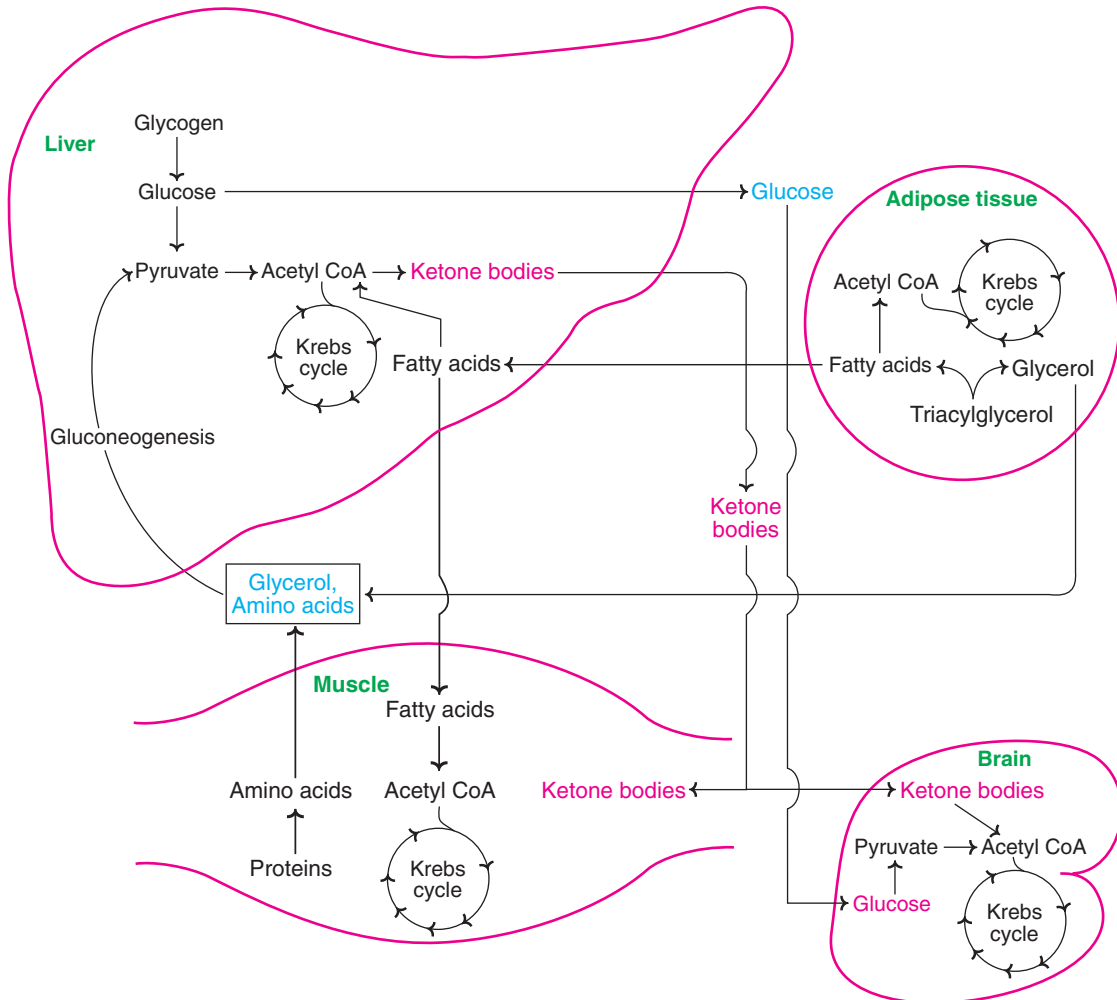 Liver
Glycogen
Glucose
Glucose
Pyruvate
Acetyl CoA
Ketone bodies
Krebs
cycle
Fatty acids
Gluconeogenesis
Adipose tissue
Acetyl CoA
Krebs
cycle
Fatty acids
Glycerol
Triacylglycerol
Ketone
bodies
Glycerol,
Amino acids
Muscle
Fatty acids
Amino acids
Acetyl CoA
Ketone bodies
Proteins
Krebs
cycle
Brain
Ketone bodies
Pyruvate
Acetyl CoA
Glucose
Krebs
cycle